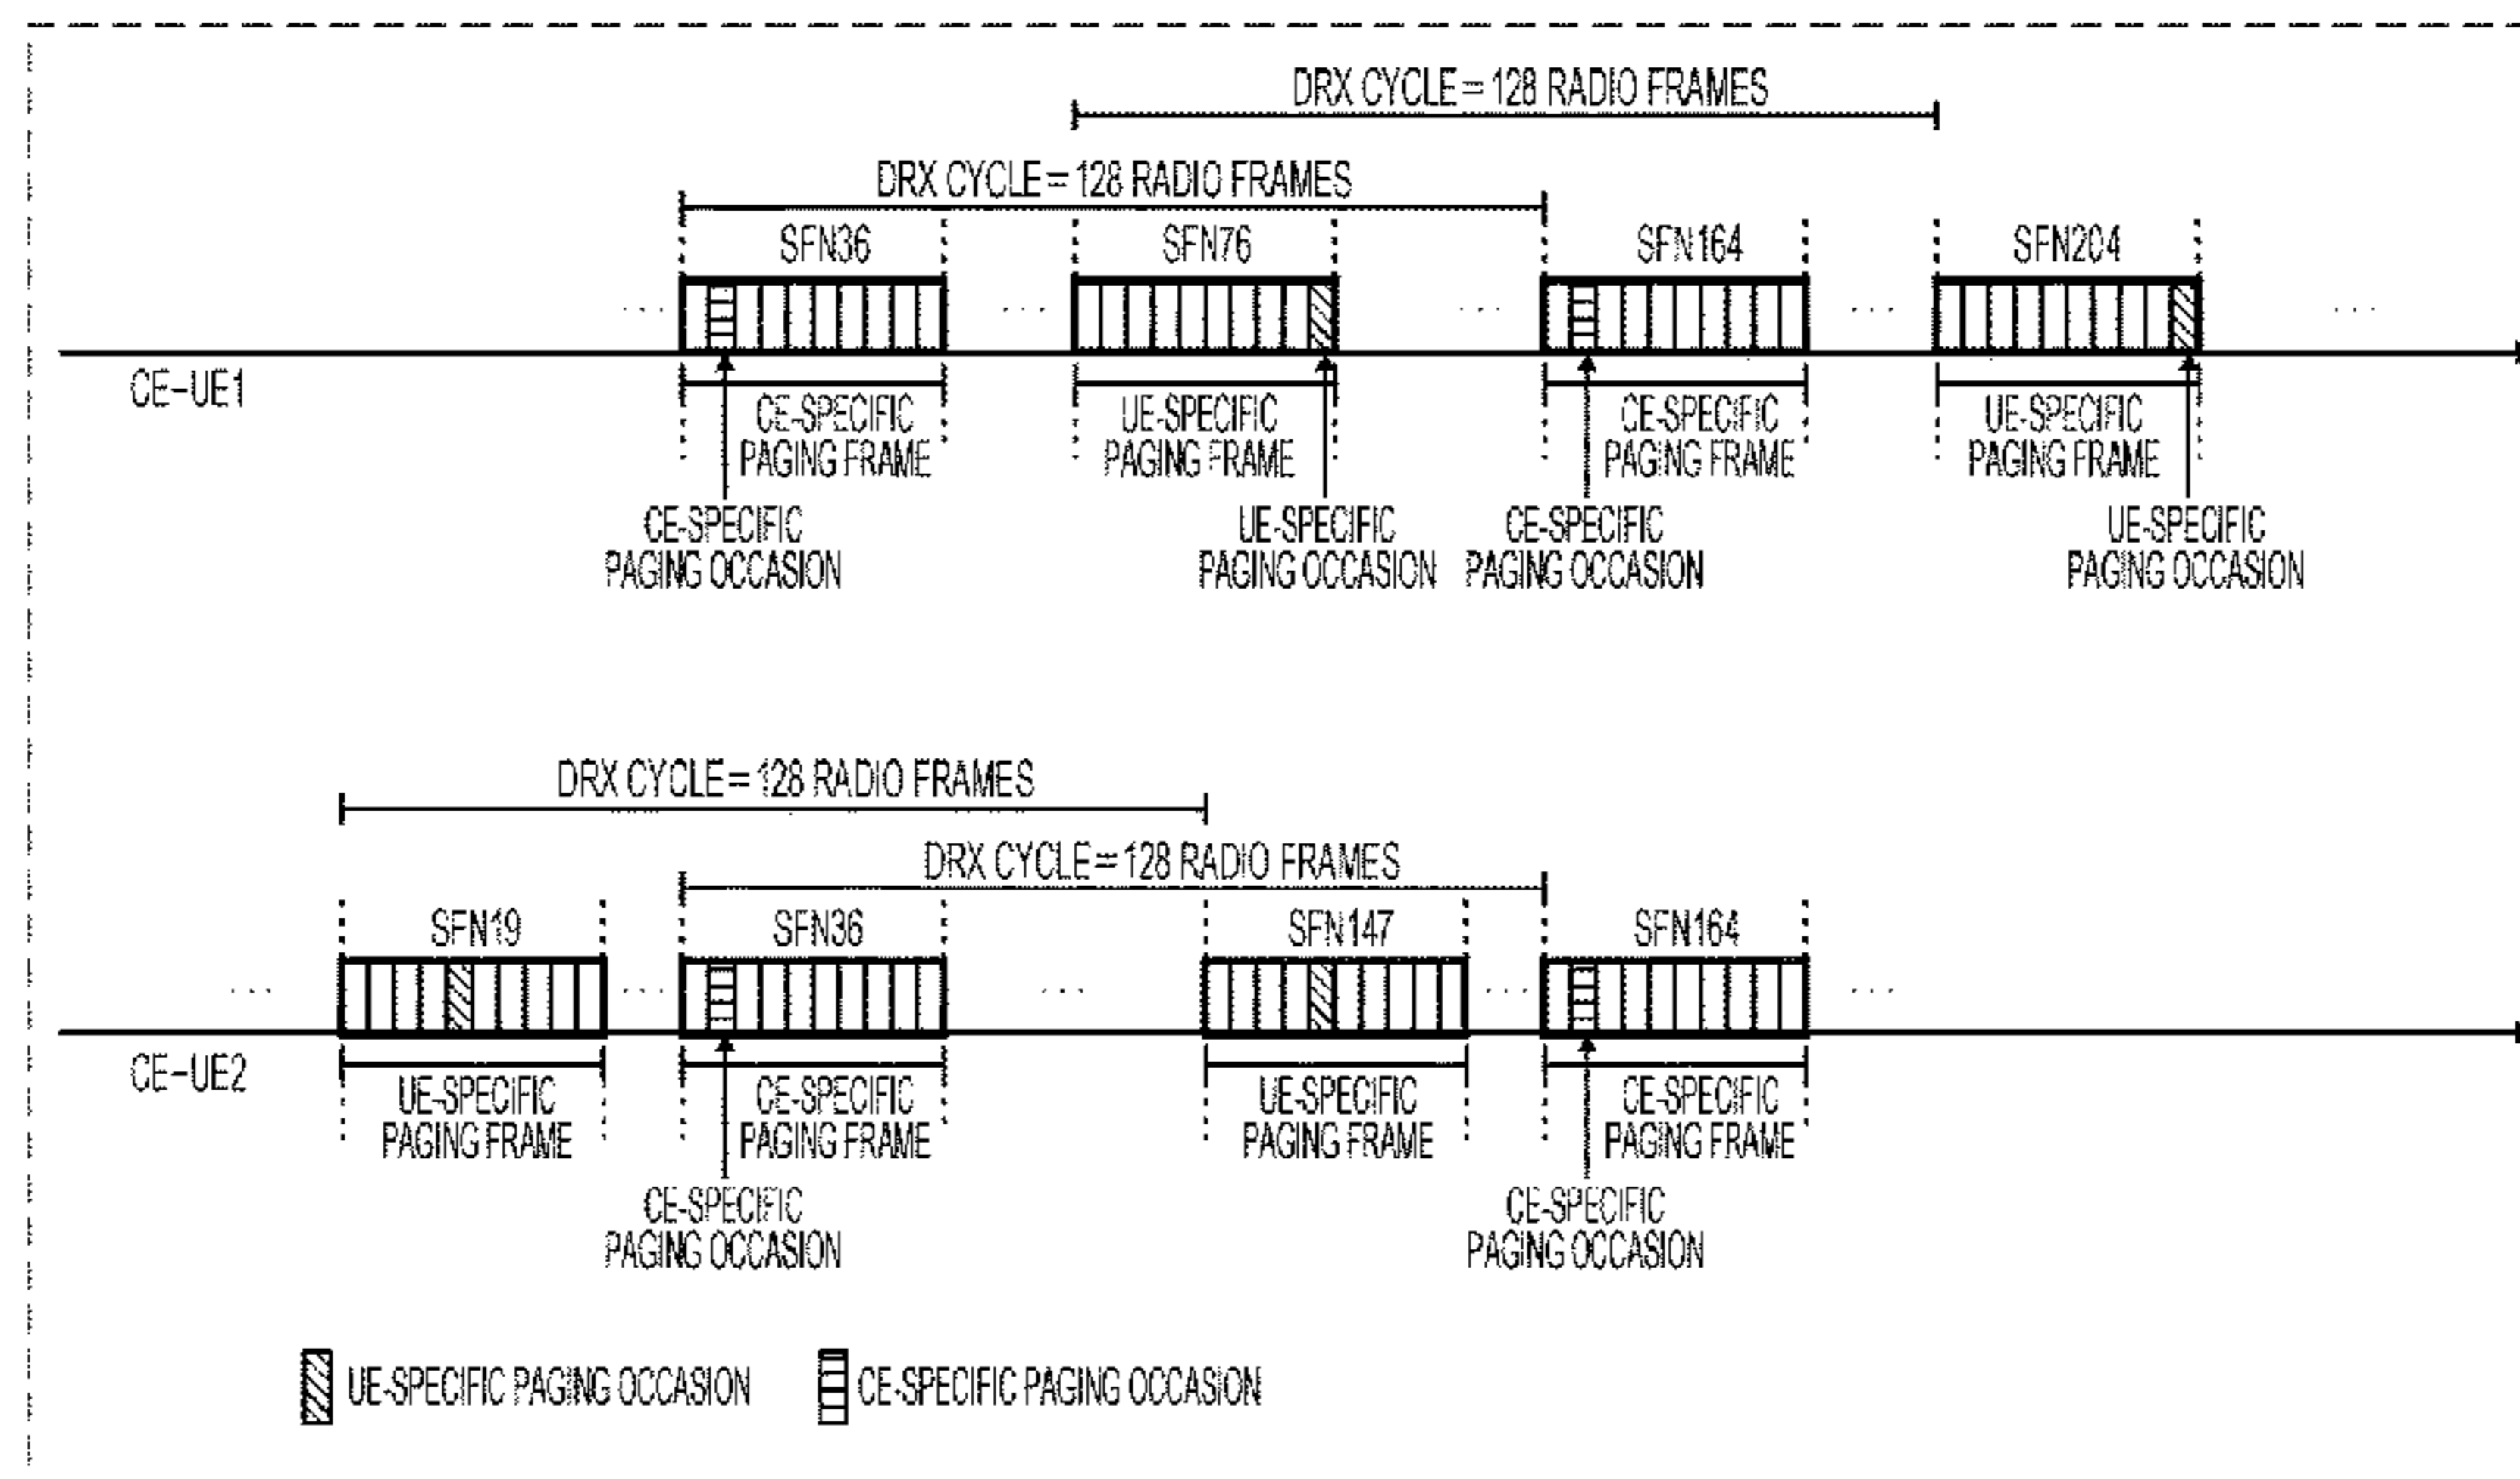 DRX CYCLE = 128 RADIO FRAMES
DRX CYCLE = 128 RADIO FRAMES
SFN36 SFN76 SFN164 SFN204
... ... ... ... ...
CE-UE1
CE-SPECIFIC UE-SPECIFIC CE-SPECIFIC UE-SPECIFIC
PAGING FRAME PAGING FRAME PAGING FRAME PAGING FRAME
CE-SPECIFIC UE-SPECIFIC CE-SPECIFIC UE-SPECIFIC
PAGING OCCASION PAGING OCCASION PAGING OCCASION PAGING OCCASION
DRX CYCLE = 128 RADIO FRAMES
DRX CYCLE = 128 RADIO FRAMES
SFN19 SFN36 SFN147 SFN164
... ... ... ... ...
CE-UE2
UE-SPECIFIC CE-SPECIFIC UE-SPECIFIC CE-SPECIFIC
PAGING FRAME PAGING FRAME PAGING FRAME PAGING FRAME
CE-SPECIFIC CE-SPECIFIC
PAGING OCCASION PAGING OCCASION
UE-SPECIFIC PAGING OCCASION CE-SPECIFIC PAGING OCCASION